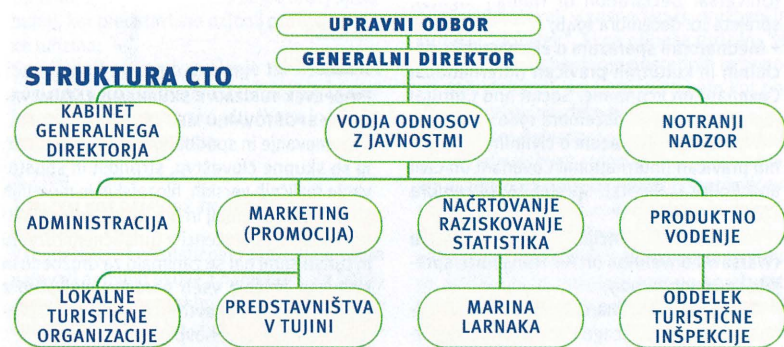 UPRAVNI ODBOR
GENERALNI DIREKTOR
STRUKTURA CTO
KABINET
GENERALNEGA
DIREKTORJA
VODJA ODNOSOV
Z JAVNOSTMI
NOTRANJI
NADZOR
ADMINISTRACIJA
MARKETING
(PROMOCIJA)
NAČRTOVANJE
RAZISKOVANJE
STATISTIKA
PRODUKTNO
VODENJE
LOKALNE
TURISTIČNE
ORGANIZACIJE
PREDSTAVNIŠTVA
V TUJINI
MARINA
LARNAKA
ODDELEK
TURISTIČNE
INŠPEKCIJE